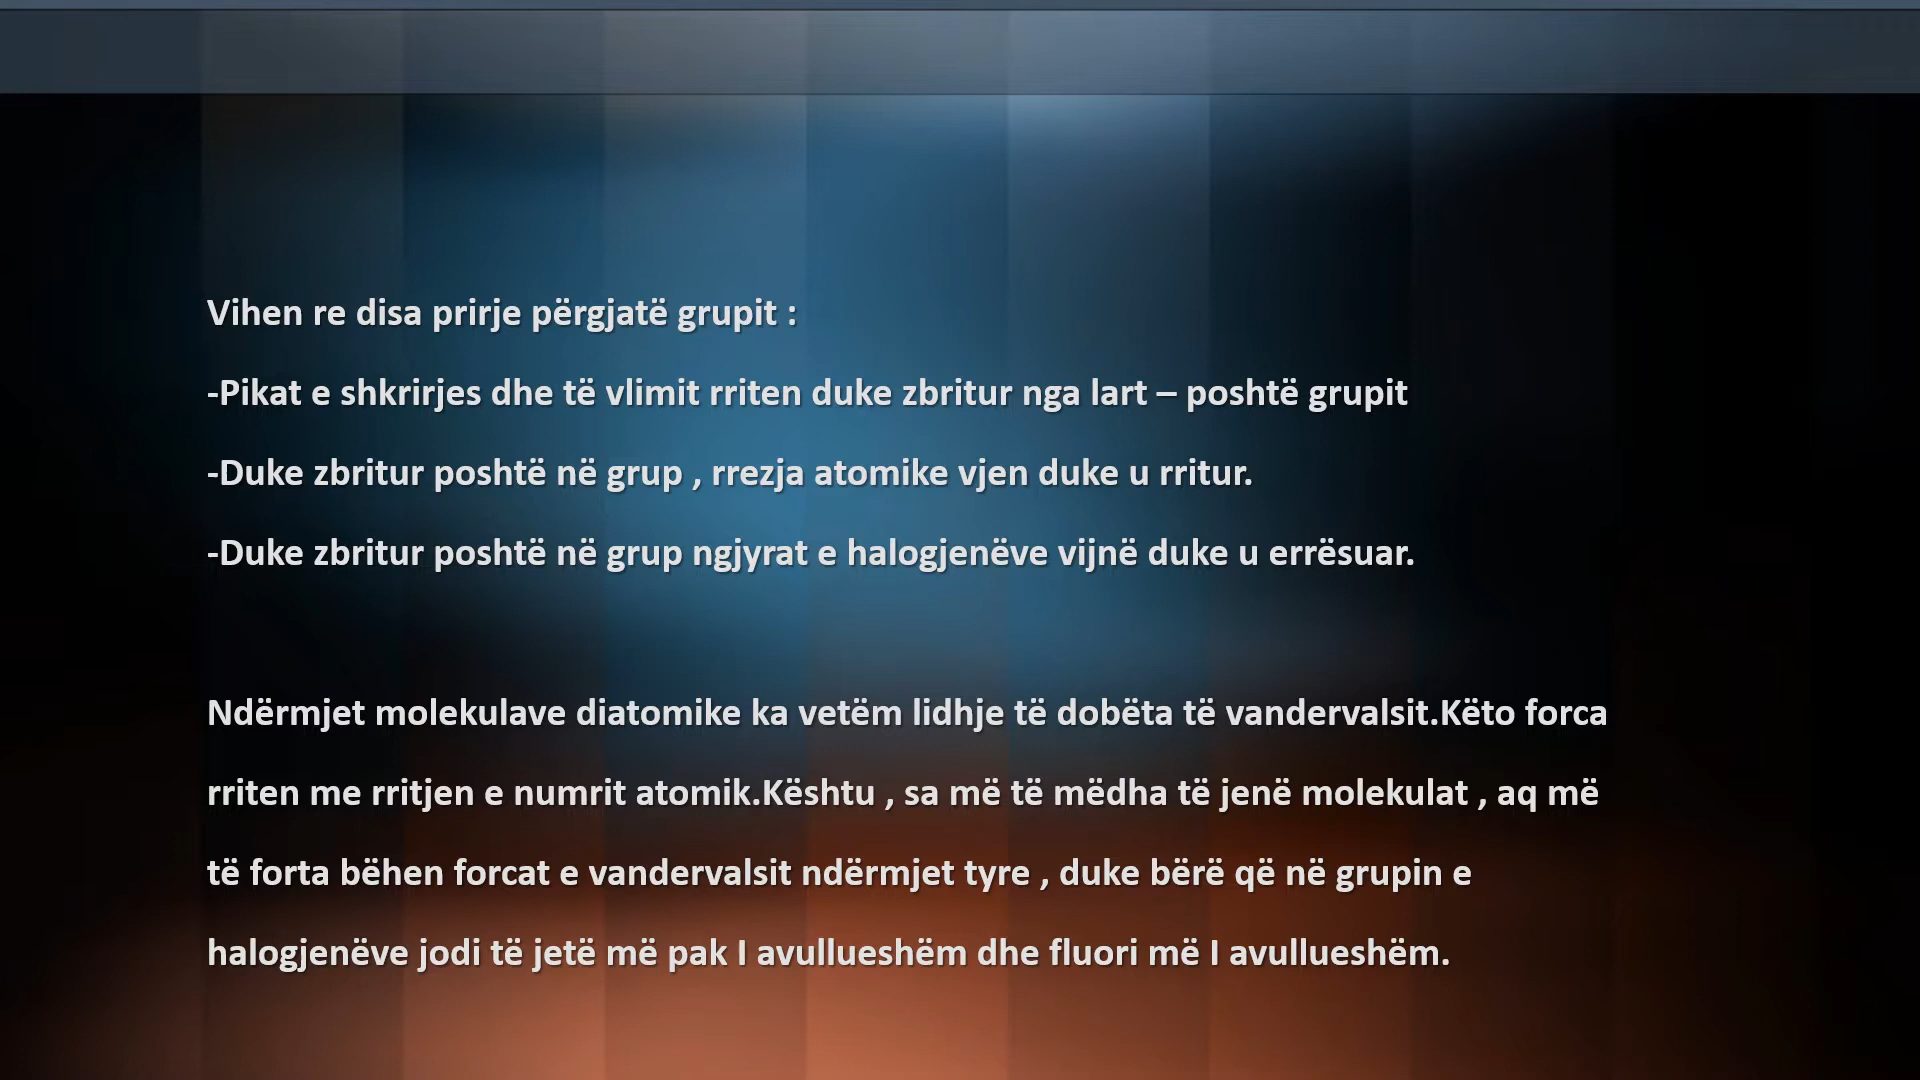 Vihen re disa prirje përgjatë grupit :
-Pikat e shkrirjes dhe të vlimit rriten duke zbritur nga lart – poshtë grupit
-Duke zbritur poshtë në grup , rrezja atomike vjen duke u rritur.
-Duke zbritur poshtë në grup ngjyrat e halogjenëve vijnë duke u errësuar.
Ndërmjet molekulave diatomike ka vetëm lidhje të dobëta të vandervalsit.Këto forca
rriten me rritjen e numrit atomik.Kështu , sa më të mëdha të jenë molekulat , aq më
të forta bëhen forcat e vandervalsit ndërmjet tyre , duke bërë që në grupin e
halogjenëve jodi të jetë më pak I avullueshëm dhe fluori më I avullueshëm.